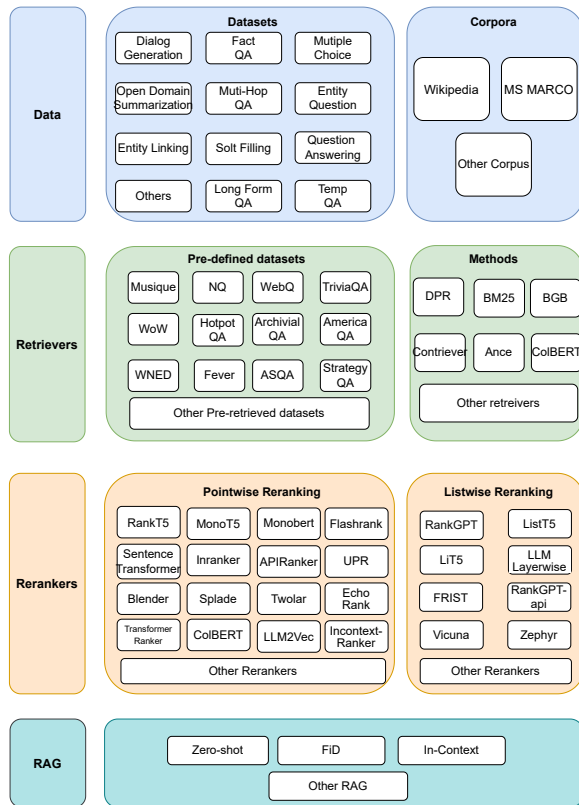 Data
Datasets
Dialog
Generation
Fact
QA
Mutiple
Choice
Open Domain
Summarization
Muti-Hop
QA
Entity
Question
Entity Linking
Solt Filling
Question
Answering
Others
Long Form
QA
Temp
QA
Corpora
Wikipedia
MS MARCO
Other Corpus
Retrievers
Pre-defined datasets
Musique
NQ
WebQ
TriviaQA
WoW
Hotpot
QA
Archivial
QA
America
QA
WNED
Fever
ASQA
Strategy
QA
Other Pre-retrieved datasets
Methods
DPR
BM25
BGB
Contriever
Ance
ColBERT
Other retreivers
Rerankers
Pointwise Reranking
RankT5
MonoT5
Monobert
Flashrank
Sentence
Transformer
Inranker
APIRanker
UPR
Blender
Splade
Twolar
Echo
Rank
Transformer
Ranker
ColBERT
LLM2Vec
Incontext-
Ranker
Other Rerankers
Listwise Reranking
RankGPT
ListT5
LiT5
LLM
Layerwise
FRIST
RankGPT-
api
Vicuna
Zephyr
Other Rerankers
RAG
Zero-shot
FiD
In-Context
Other RAG